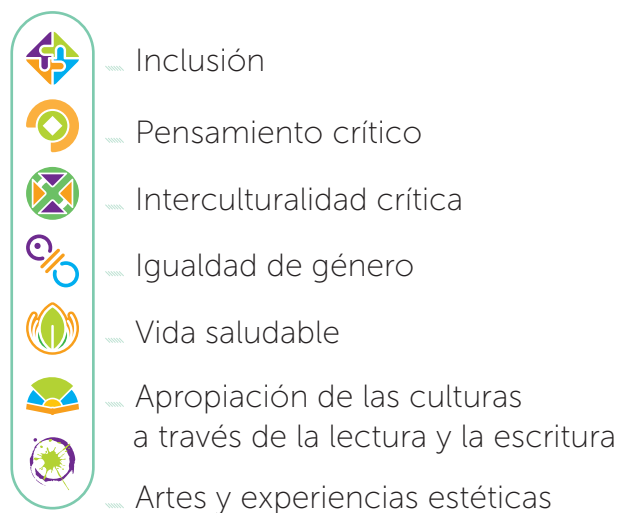 Inclusión
Pensamiento crítico
Interculturalidad crítica
Igualdad de género
Vida saludable
Apropiación de las culturas
a través de la lectura y la escritura
Artes y experiencias estéticas